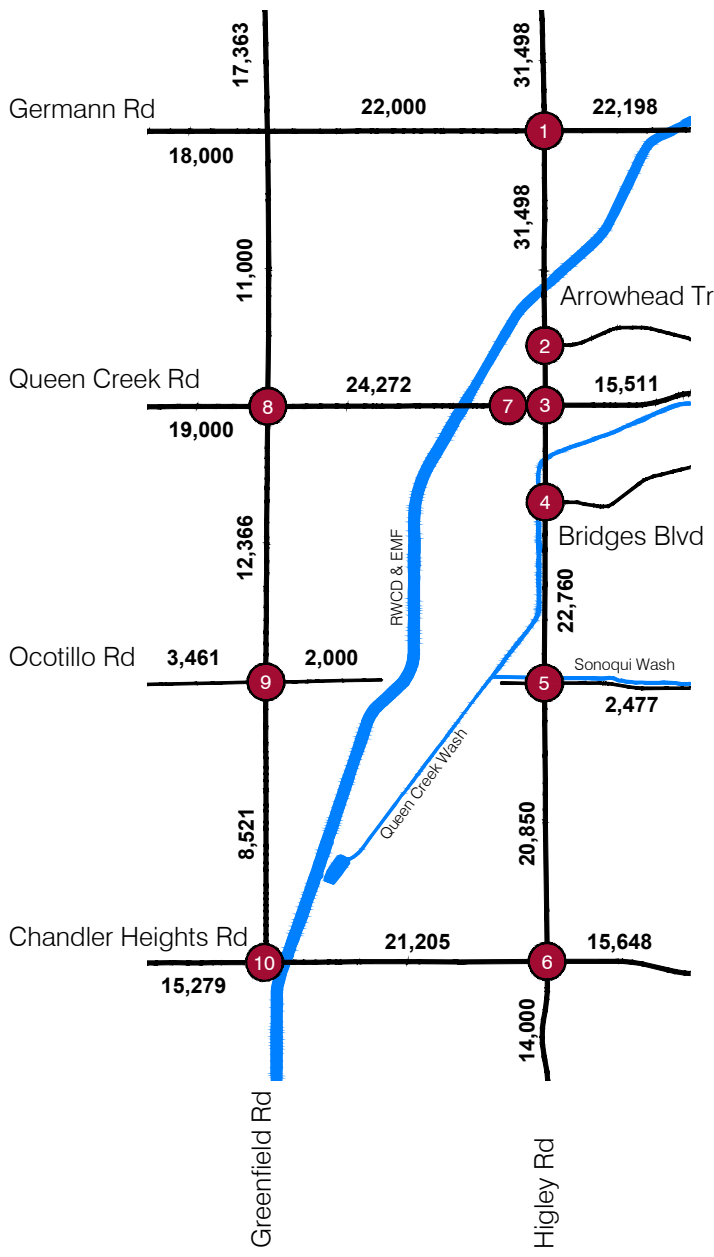 17,363
31,498
Germann Rd
22,000
1
22,198
18,000
31,498
11,000
Arrowhead Tr
2
Queen Creek Rd
24,272
15,511
8
7
3
19,000
4
Bridges Blvd
12,366
RWCD & EMF
22,760
Ocotillo Rd
3,461
2,000
Sonoqui Wash
9
5
2,477
Queen Creek Wash
8,521
20,850
Chandler Heights Rd
21,205
15,648
10
6
15,279
14,000
Greenfield Rd
Higley Rd